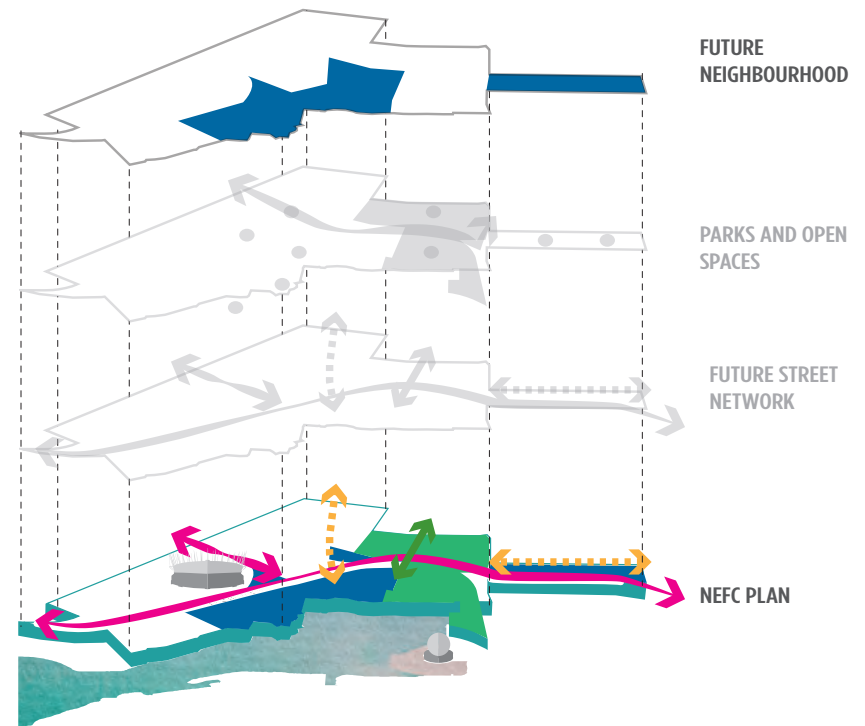 FUTURE
NEIGHBOURHOOD
PARKS AND OPEN
SPACES
FUTURE STREET
NETWORK
NEFC PLAN